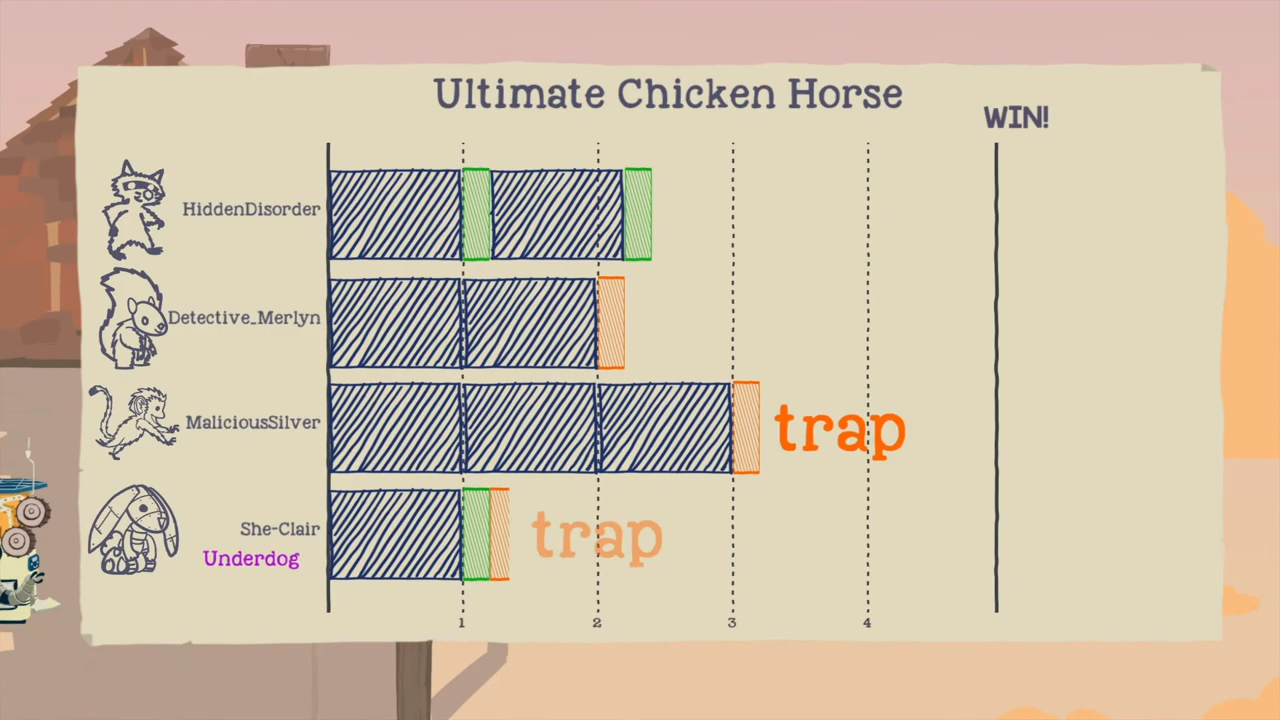 Ultimate Chicken Horse
WIN!
HiddenDisorder
Detective_Merlyn
MaliciousSilver
trap
She-Clair
trap
Underdog
1 2 3 4